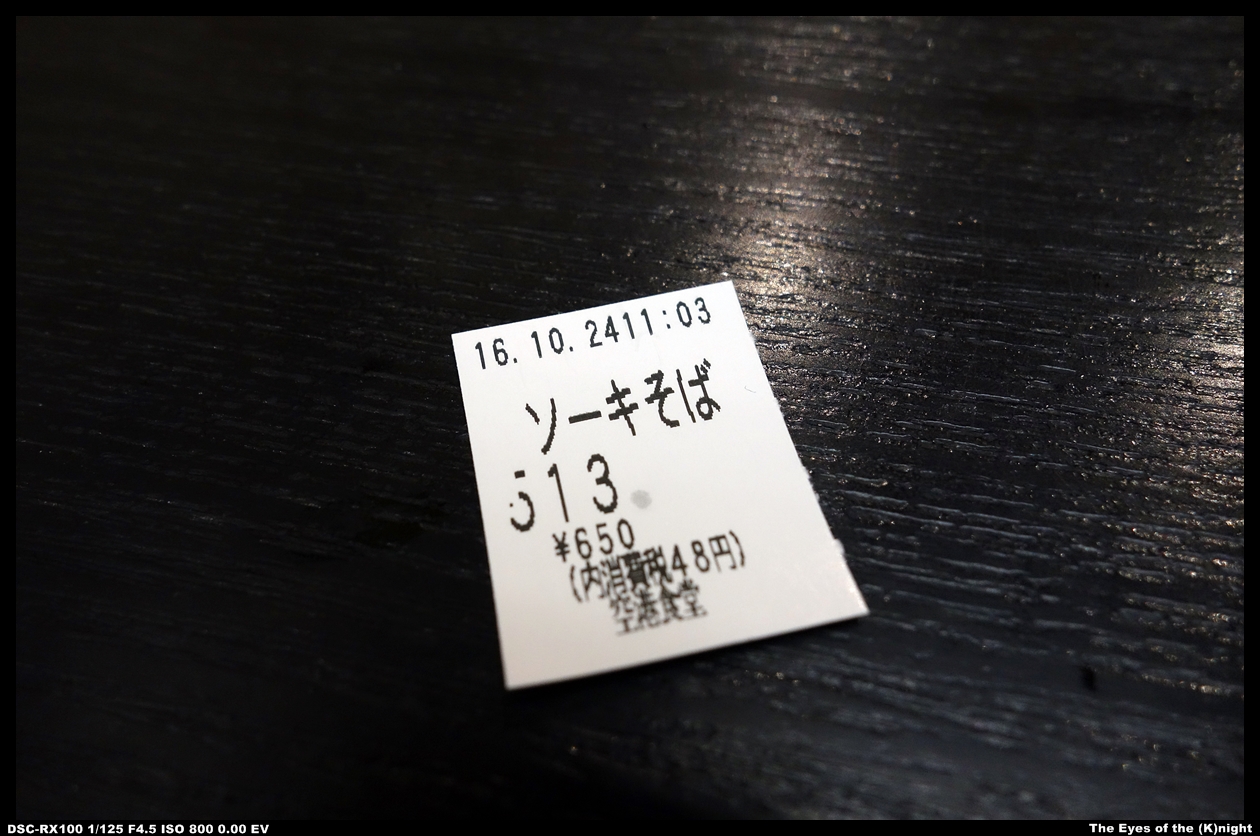 16.10.2411:03
ソーキそば
513
¥650
(内消費税48円)
空港食堂
DSC-RX100 1/125 F4.5 ISO 800 0.00 EV
The Eyes of the (K)night